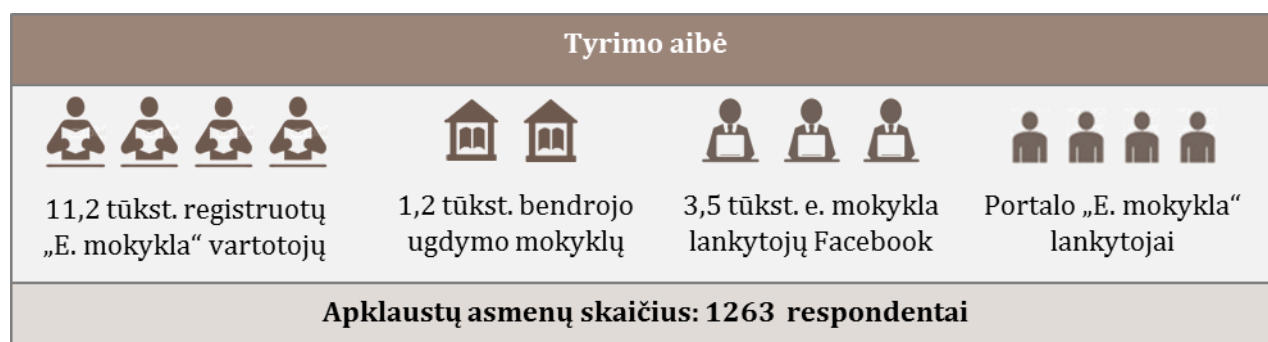 Tyrimo aibė
11,2 tūkst. registruotų
„E. mokykla“ vartotojų
1,2 tūkst. bendrojo
ugdymo mokyklų
3,5 tūkst. e. mokykla
lankytojų Facebook
Portalo „E. mokykla“
lankytojai
Apklaustų asmenų skaičius: 1263 respondentai